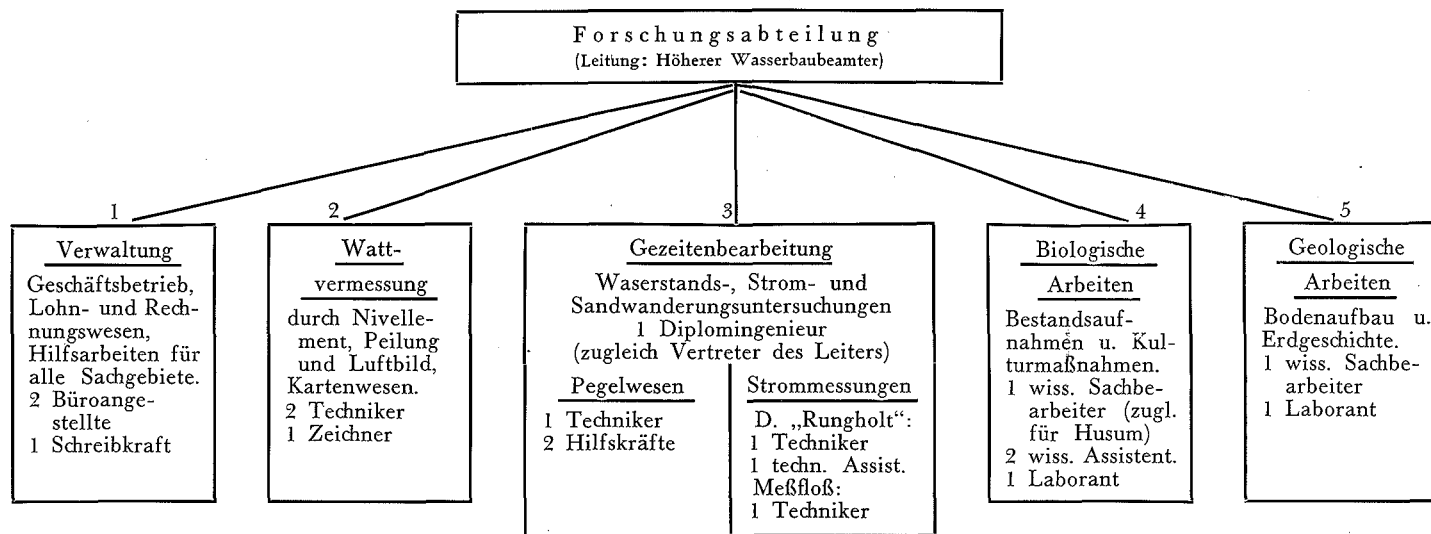 Forschungsabteilung
(Leitung: Höherer Wasserbaubeamter)
1
Verwaltung
Geschäftsbetrieb,
Lohn- und Rech-
nungswesen,
Hilfsarbeiten für
alle Sachgebiete.
2 Büroange-
stellte
1 Schreibkraft
2
Watt-
vermessung
durch Nivelle-
ment, Peilung
und Luftbild,
Kartenwesen.
2 Techniker
1 Zeichner
3
Gezeitenbearbeitung
Waserstands-, Strom- und
Sandwanderungsuntersuchungen
1 Diplomingenieur
(zugleich Vertreter des Leiters)
Pegelwesen
1 Techniker
2 Hilfskräfte
Strommessungen
D. „Rungholt“:
1 Techniker
1 techn. Assist.
Meßfloß:
1 Techniker
4
Biologische
Arbeiten
Bestandsauf-
nahmen u. Kul-
turmaßnahmen.
1 wiss. Sachbe-
arbeiter (zugl.
für Husum)
2 wiss. Assistent.
1 Laborant
5
Geologische
Arbeiten
Bodenaufbau u.
Erdgeschichte.
1 wiss. Sachbe-
arbeiter
1 Laborant